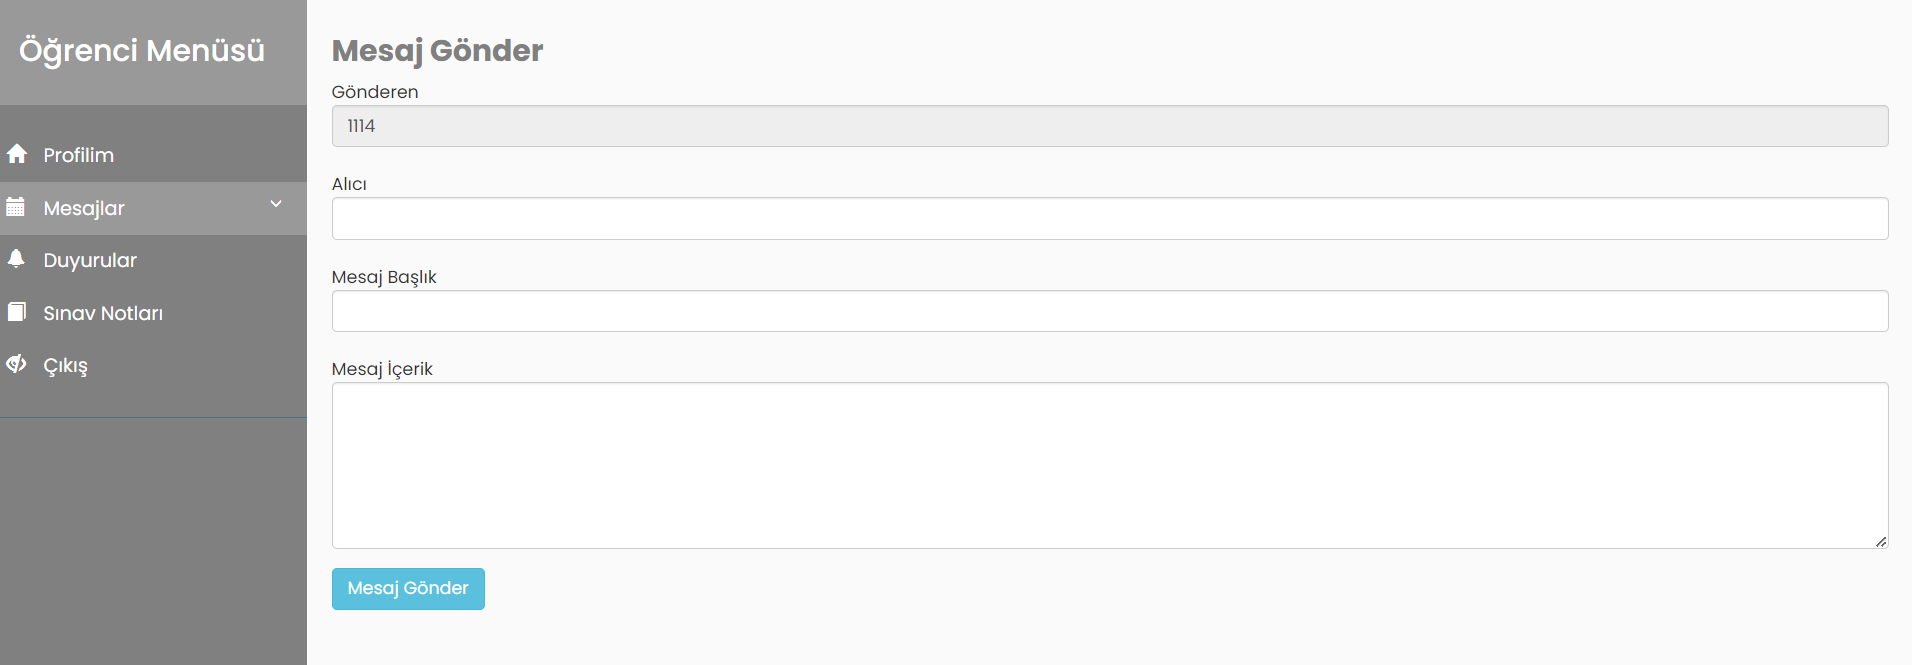 Öğrenci Menüsü
Profilim
Mesajlar
Duyurular
Sınav Notları
Çıkış
Mesaj Gönder
Gönderen
1114
Alıcı
Mesaj Başlık
Mesaj İçerik
Mesaj Gönder